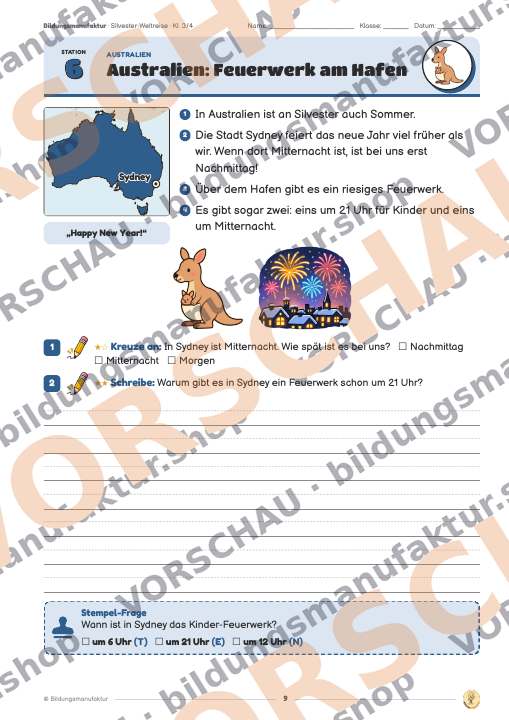 Bildungsmanufaktur · Silvester-Weltreise · Kl. 3/4 Name: Klasse: Datum:
STATION
6
AUSTRALIEN
Australien: Feuerwerk am Hafen
Sydney
„Happy New Year!“
1 In Australien ist an Silvester auch Sommer.
2 Die Stadt Sydney feiert das neue Jahr viel früher als
wir. Wenn dort Mitternacht ist, ist bei uns erst
Nachmittag!
3 Über dem Hafen gibt es ein riesiges Feuerwerk.
4 Es gibt sogar zwei: eins um 21 Uhr für Kinder und eins
um Mitternacht.
1 ★☆ Kreuze an: In Sydney ist Mitternacht. Wie spät ist es bei uns? ☐ Nachmittag
☐ Mitternacht ☐ Morgen
2 ★★ Schreibe: Warum gibt es in Sydney ein Feuerwerk schon um 21 Uhr?
Stempel-Frage
Wann ist in Sydney das Kinder-Feuerwerk?
☐ um 6 Uhr (T) ☐ um 21 Uhr (E) ☐ um 12 Uhr (N)
© Bildungsmanufaktur 9
VORSCHAU · bildungsmanufaktur.shop
VORSCHAU